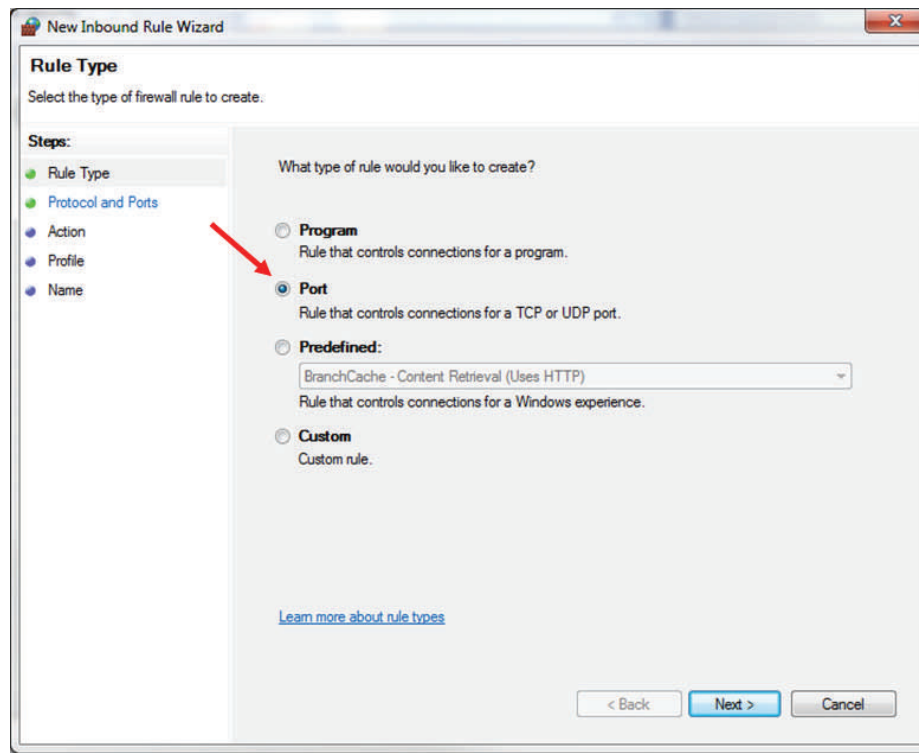 New Inbound Rule Wizard
Rule Type
Select the type of firewall rule to create.
Steps:
Rule Type
Protocol and Ports
Action
Profile
Name
What type of rule would you like to create?
Program
Rule that controls connections for a program.
Port
Rule that controls connections for a TCP or UDP port.
Predefined:
BranchCache - Content Retrieval (Uses HTTP)
Rule that controls connections for a Windows experience.
Custom
Custom rule.
Learn more about rule types
< Back Next > Cancel